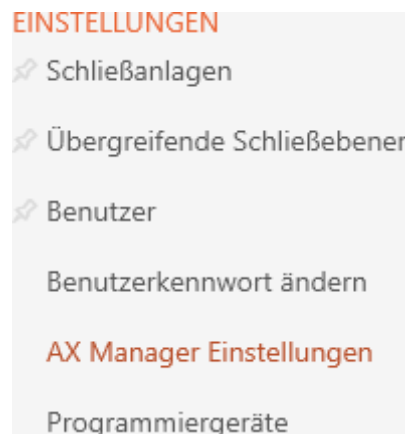 EINSTELLUNGEN
Schließanlagen
Übergreifende Schließebenen
Benutzer
Benutzerkennwort ändern
AX Manager Einstellungen
Programmiergeräte